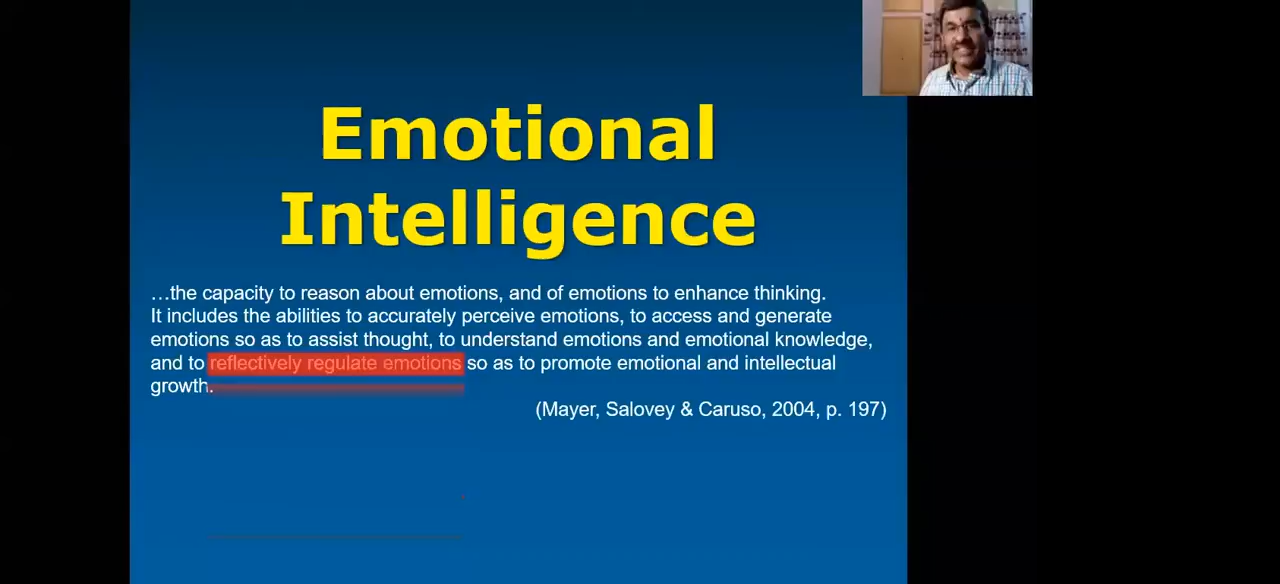 Emotional
Intelligence
…the capacity to reason about emotions, and of emotions to enhance thinking.
It includes the abilities to accurately perceive emotions, to access and generate
emotions so as to assist thought, to understand emotions and emotional knowledge,
and to reflectively regulate emotions so as to promote emotional and intellectual
growth.
(Mayer, Salovey & Caruso, 2004, p. 197)